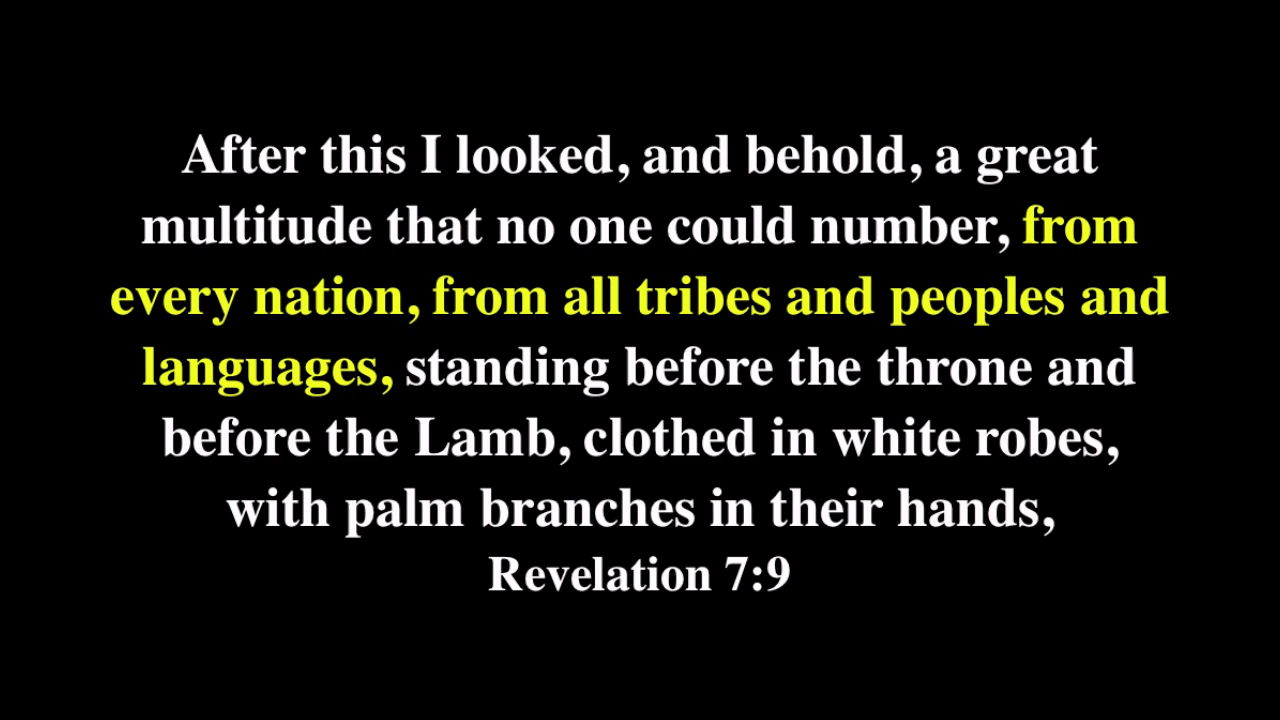 After this I looked, and behold, a great
multitude that no one could number, from
every nation, from all tribes and peoples and
languages, standing before the throne and
before the Lamb, clothed in white robes,
with palm branches in their hands,
Revelation 7:9